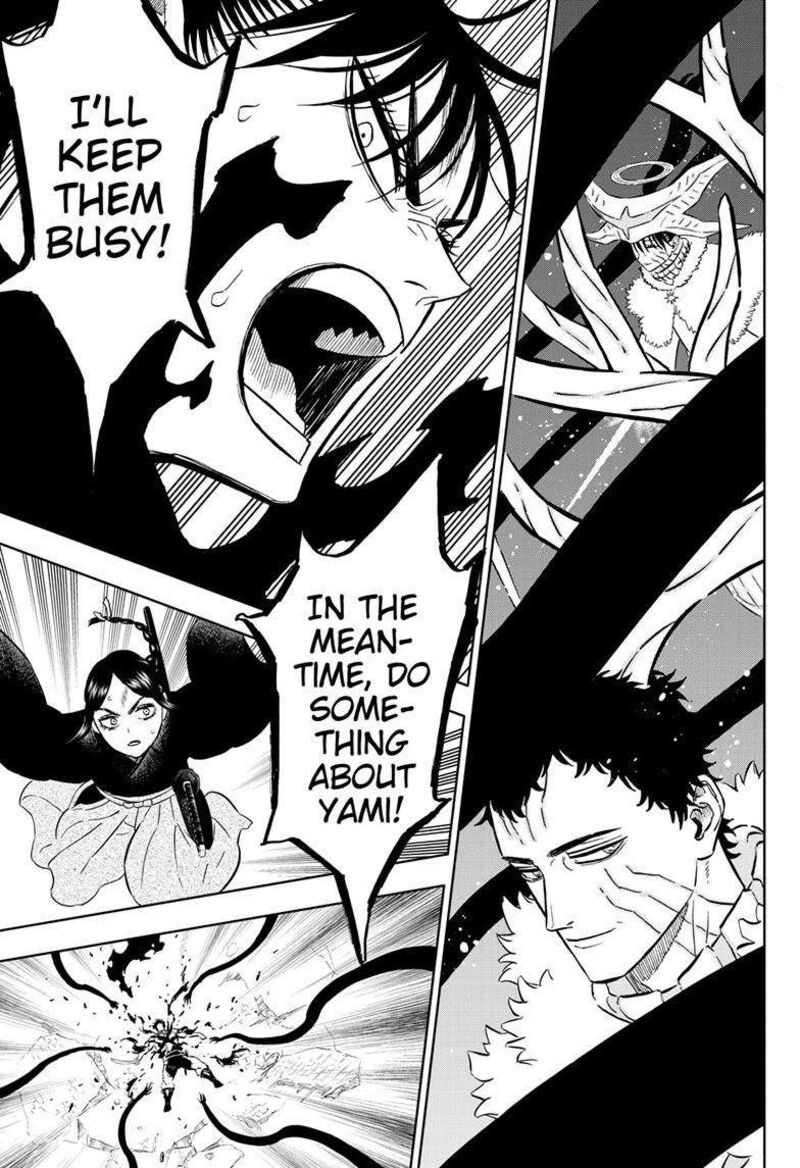 I'LL
KEEP
THEM
BUSY!
IN THE
MEAN-
TIME, DO
SOME-
THING
ABOUT
YAMI!